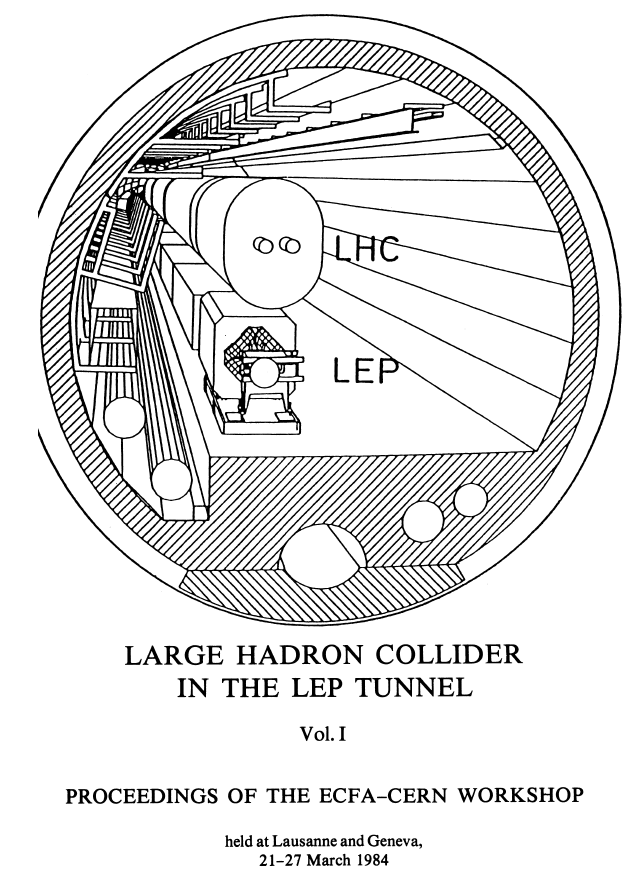 LHC
LEP
LARGE HADRON COLLIDER
IN THE LEP TUNNEL
Vol. I
PROCEEDINGS OF THE ECFA–CERN WORKSHOP
held at Lausanne and Geneva,
21–27 March 1984